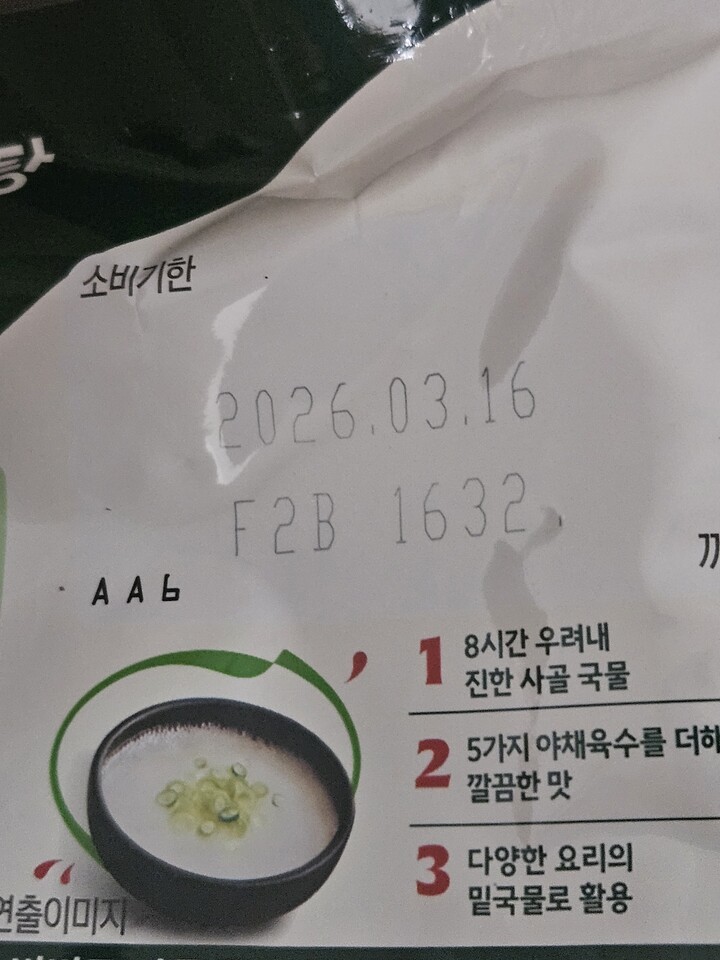 탕
소비기한
2026.03.16
F2B 1632
AAb
1 8시간 우려내
진한 사골 국물
2 5가지 야채육수를 더해
깔끔한 맛
3 다양한 요리의
밑국물로 활용
연출이미지